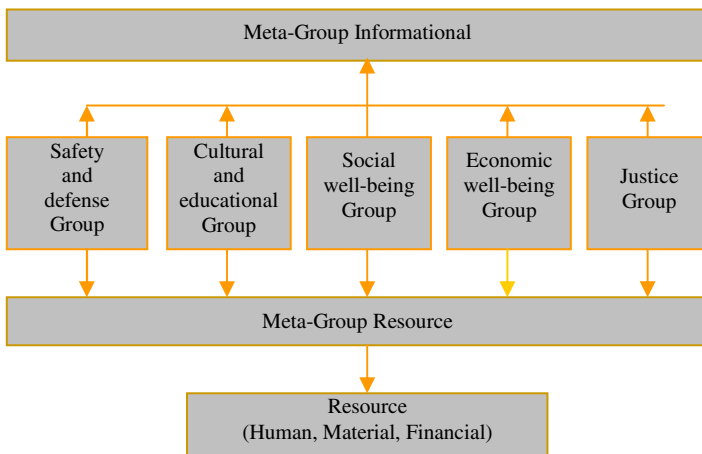 Meta-Group Informational
Safety
and
defense
Group
Cultural
and
educational
Group
Social
well-being
Group
Economic
well-being
Group
Justice
Group
Meta-Group Resource
Resource
(Human, Material, Financial)